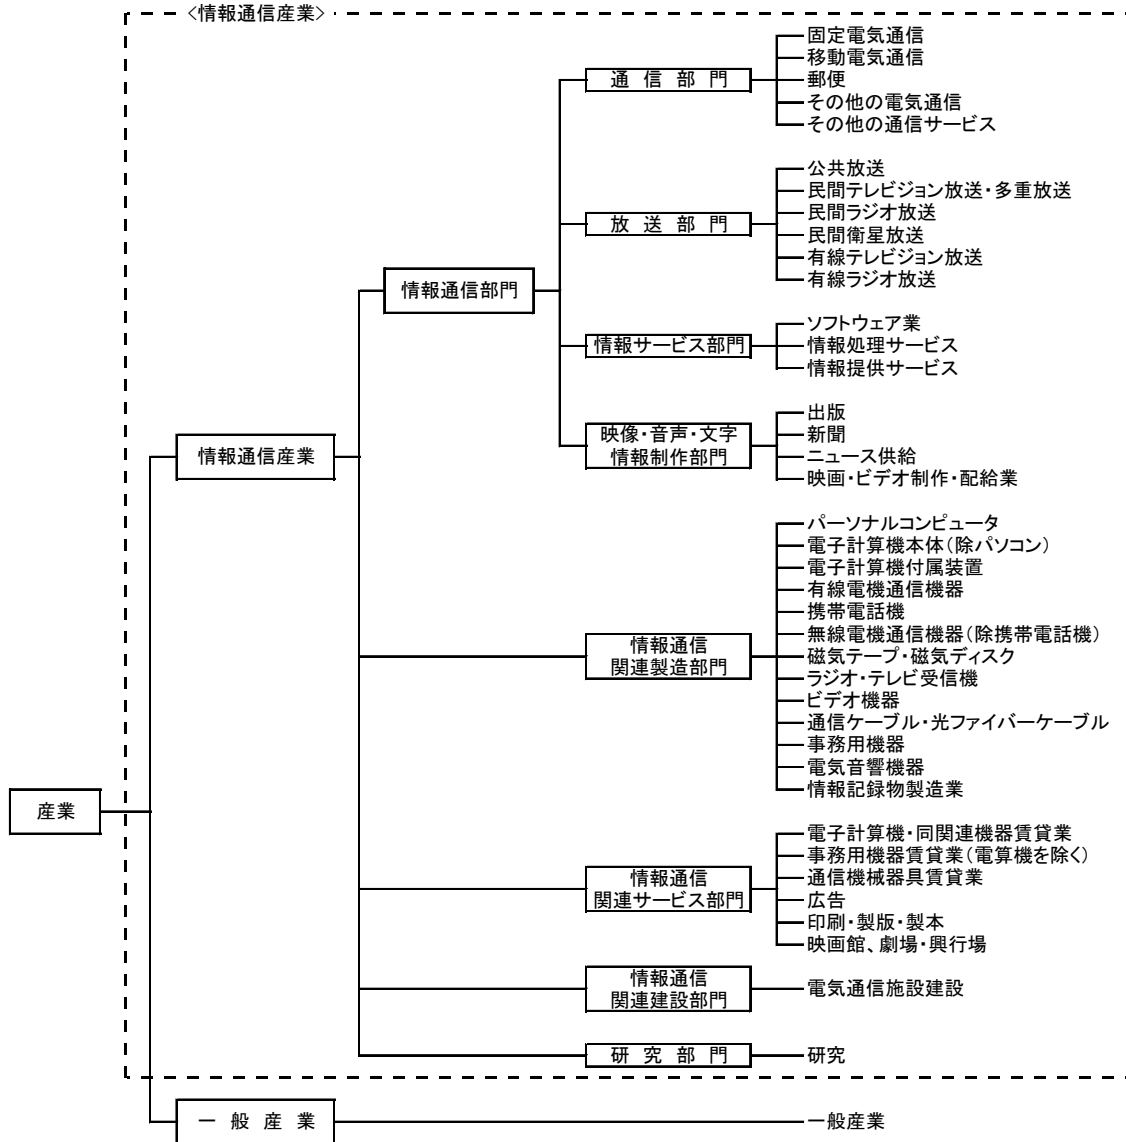 <情報通信産業>
産業
情報通信産業
情報通信部門
通信部門
固定電気通信
移動電気通信
郵便
その他の電気通信
その他の通信サービス
放送部門
公共放送
民間テレビジョン放送・多重放送
民間ラジオ放送
民間衛星放送
有線テレビジョン放送
有線ラジオ放送
情報サービス部門
ソフトウェア業
情報処理サービス
情報提供サービス
映像・音声・文字
情報制作部門
出版
新聞
ニュース供給
映画・ビデオ制作・配給業
情報通信
関連製造部門
パーソナルコンピュータ
電子計算機本体(除パソコン)
電子計算機付属装置
有線電機通信機器
携帯電話機
無線電機通信機器(除携帯電話機)
磁気テープ・磁気ディスク
ラジオ・テレビ受信機
ビデオ機器
通信ケーブル・光ファイバーケーブル
事務用機器
電気音響機器
情報記録物製造業
情報通信
関連サービス部門
電子計算機・同関連機器賃貸業
事務用機器賃貸業(電算機を除く)
通信機械器具賃貸業
広告
印刷・製版・製本
映画館、劇場・興行場
情報通信
関連建設部門
電気通信施設建設
研究部門
研究
一般産業
一般産業